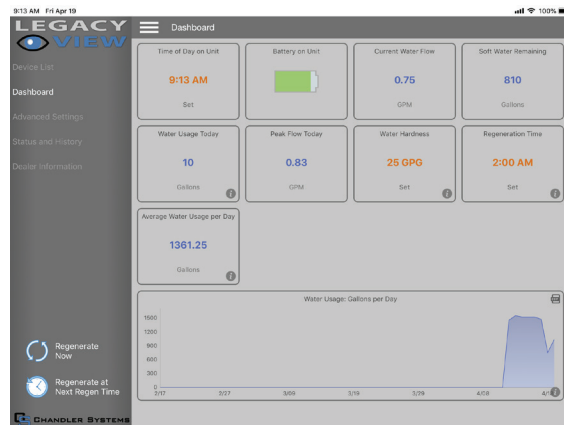 9:13 AM Fri Apr 19
100%
LEGACY
VIEW
Device List
Dashboard
Advanced Settings
Status and History
Dealer Information
Regenerate
Now
Regenerate at
Next Regen Time
CHANDLER SYSTEMS
Dashboard
Time of Day on Unit
9:13 AM
Set
Battery on Unit
Current Water Flow
0.75
GPM
Soft Water Remaining
810
Gallons
Water Usage Today
10
Gallons
Peak Flow Today
0.83
GPM
Water Hardness
25 GPG
Set
Regeneration Time
2:00 AM
Set
Average Water Usage per Day
1361.25
Gallons
Water Usage: Gallons per Day
1500
1200
900
600
300
0
2/17
2/27
3/09
3/19
3/29
4/08